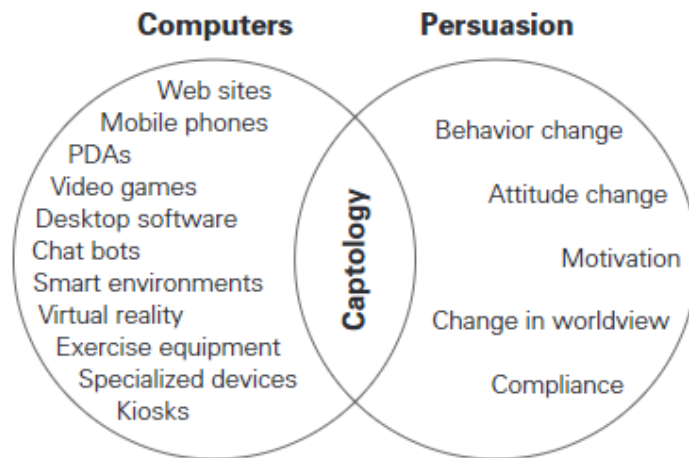 Computers
Persuasion
Web sites
Mobile phones
PDAs
Video games
Desktop software
Chat bots
Smart environments
Virtual reality
Exercise equipment
Specialized devices
Kiosks
Captology
Behavior change
Attitude change
Motivation
Change in worldview
Compliance